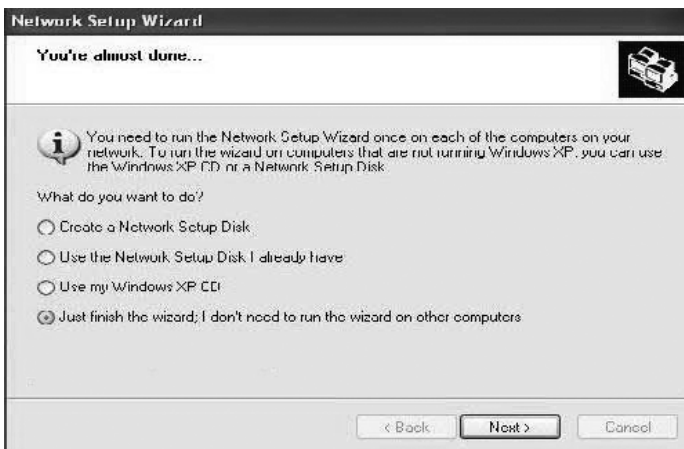 Network Setup Wizard
You're almost done...
You need to run the Network Setup Wizard once on each of the computers on your
network. To run the wizard on computers that are not running Windows XP, you can use
the Windows XP CD or a Network Setup Disk.
What do you want to do?
Create a Network Setup Disk
Use the Network Setup Disk I already have
Use my Windows XP CD
Just finish the wizard; I don't need to run the wizard on other computers
< Back
Next >
Cancel